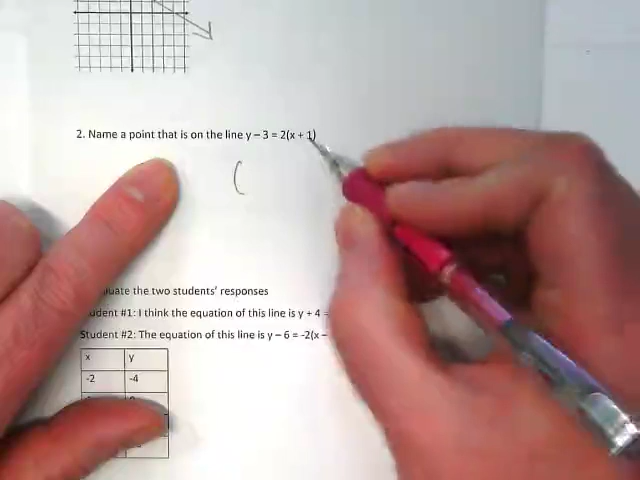 2. Name a point that is on the line y – 3 = 2(x + 1)
(
uate the two students' responses
udent #1: I think the equation of this line is y + 4 =
Student #2: The equation of this line is y – 6 = -2(x –
x y
-2 -4